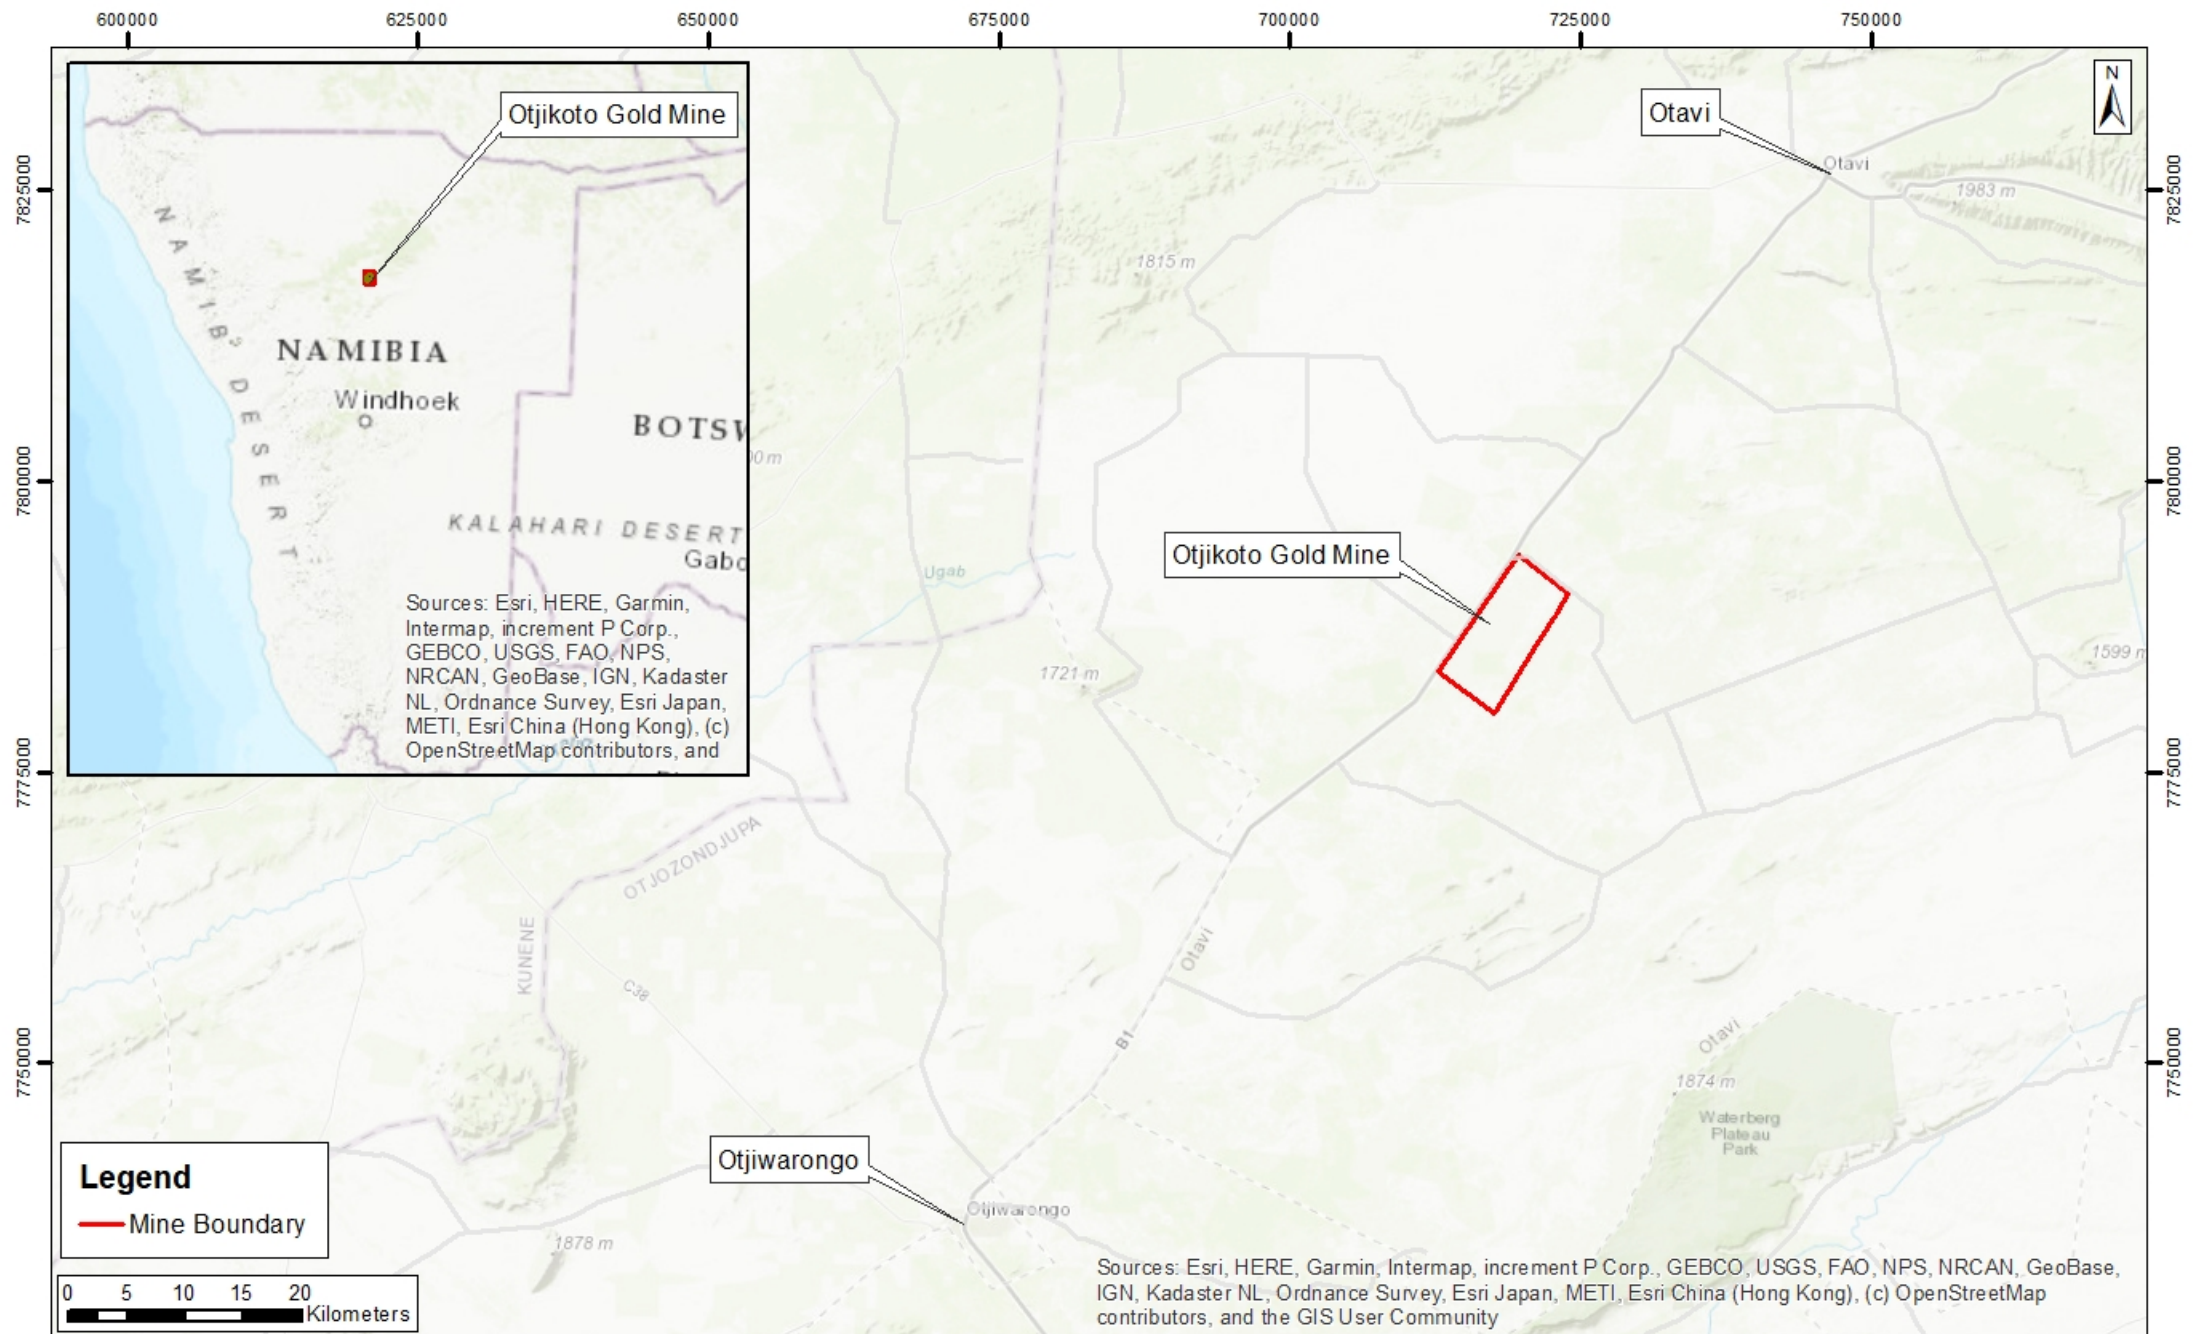 600000 625000 650000 675000 700000 725000 750000
N
Otjikoto Gold Mine
Otavi
Otavi
7825000
7825000
1983 m
NAMIB DESERT
1815 m
NAMIBIA
Windhoek
BOTSW
00 m
7800000
7800000
KALAHARI DESERT
Gabo
Otjikoto Gold Mine
Ugab
Sources: Esri, HERE, Garmin,
Intermap, increment P Corp.,
GEBCO, USGS, FAO, NPS,
NRCAN, GeoBase, IGN, Kadaster
NL, Ordnance Survey, Esri Japan,
METI, Esri China (Hong Kong), (c)
OpenStreetMap contributors, and
1721 m
1599 m
7775000
7775000
OTJOZONDJUPA
KUNENE
C38
Otavi
B1
Otavi
7750000
7750000
1874 m
Waterberg
Plateau
Park
Otjiwarongo
Otjiwarongo
1878 m
Legend
Mine Boundary
0 5 10 15 20
Kilometers
Sources: Esri, HERE, Garmin, Intermap, increment P Corp., GEBCO, USGS, FAO, NPS, NRCAN, GeoBase,
IGN, Kadaster NL, Ordnance Survey, Esri Japan, METI, Esri China (Hong Kong), (c) OpenStreetMap
contributors, and the GIS User Community